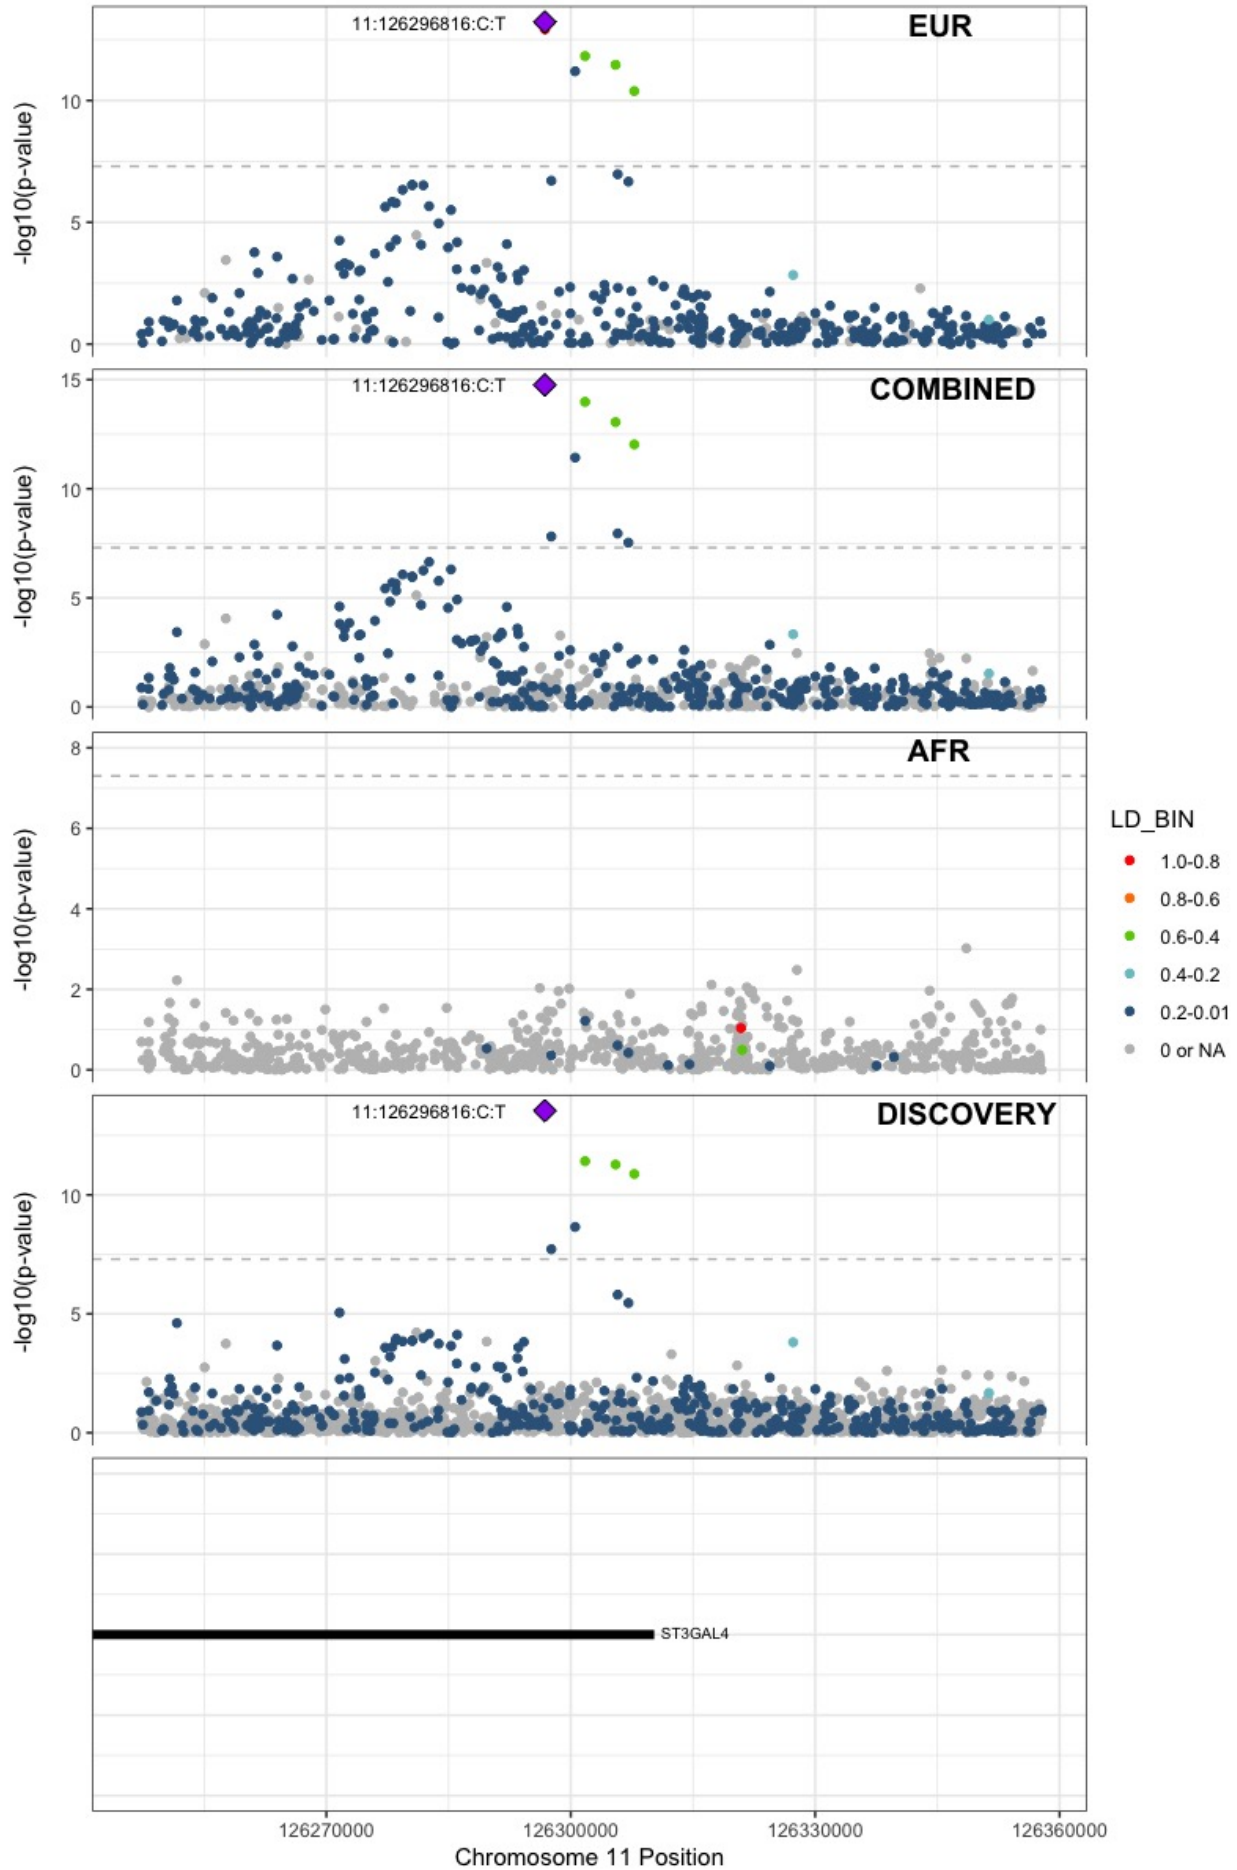 11:126296816:C:T
EUR
10
5
0
-log10(p-value)
11:126296816:C:T
COMBINED
15
10
5
0
-log10(p-value)
AFR
8
6
4
2
0
-log10(p-value)
LD_BIN
1.0-0.8
0.8-0.6
0.6-0.4
0.4-0.2
0.2-0.01
0 or NA
11:126296816:C:T
DISCOVERY
10
5
0
-log10(p-value)
ST3GAL4
126270000 126300000 126330000 126360000
Chromosome 11 Position